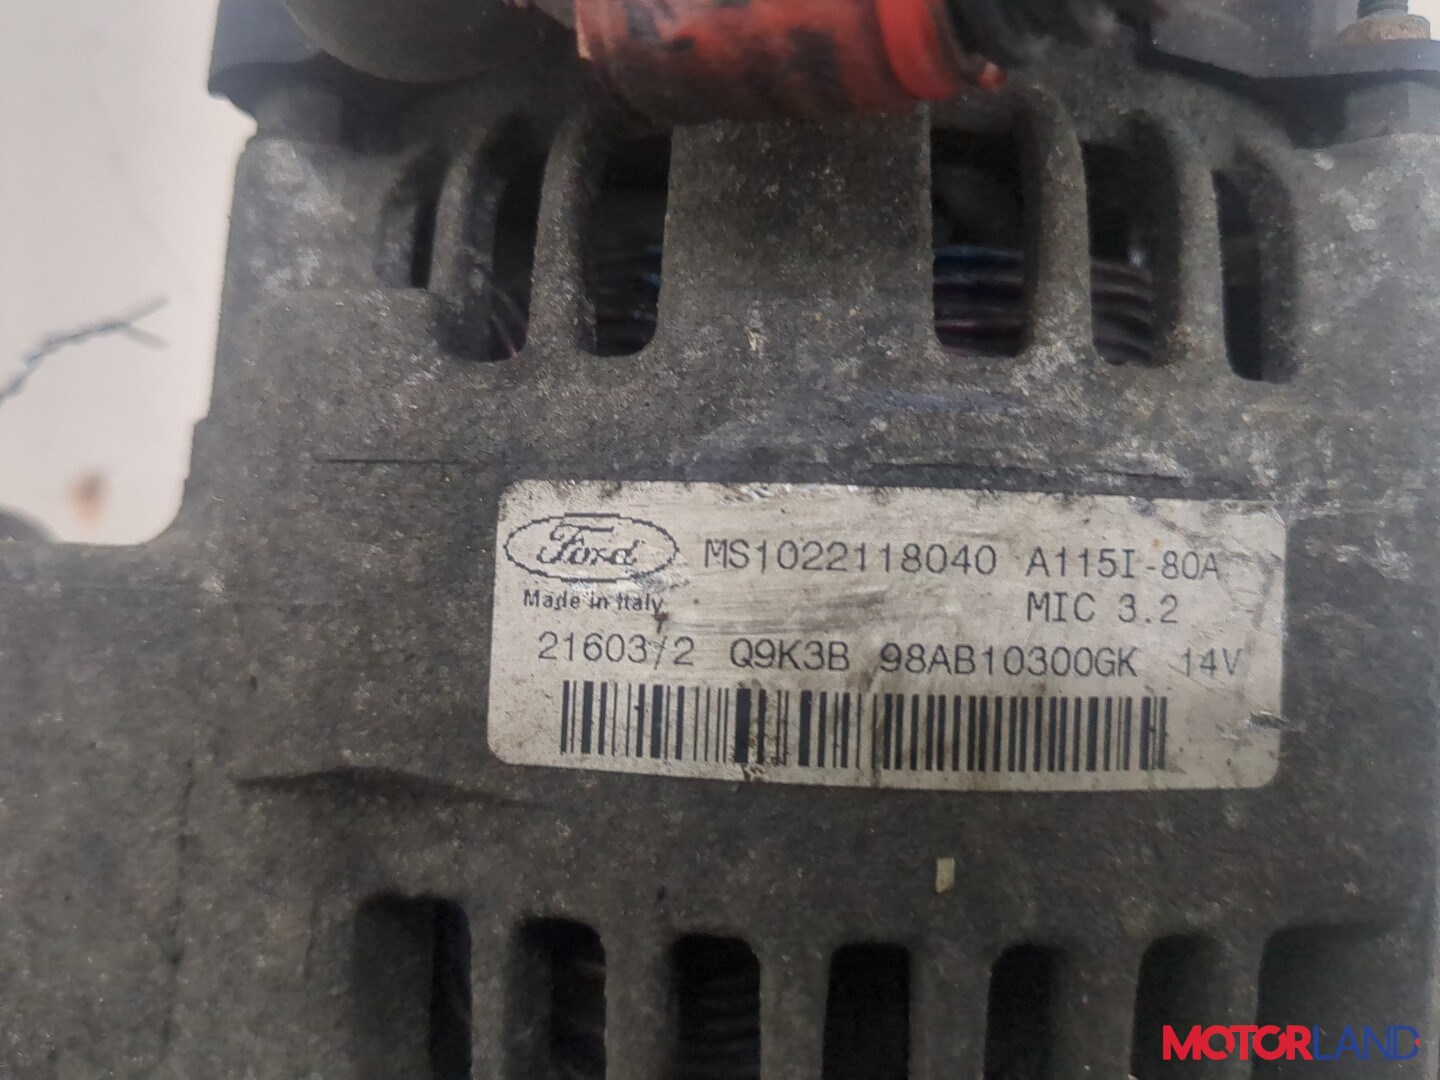 Ford MS1022118040 A115I-80A
Made in Italy MIC 3.2
21603/2 Q9K3B 98AB10300GK 14V
MOTORLAND